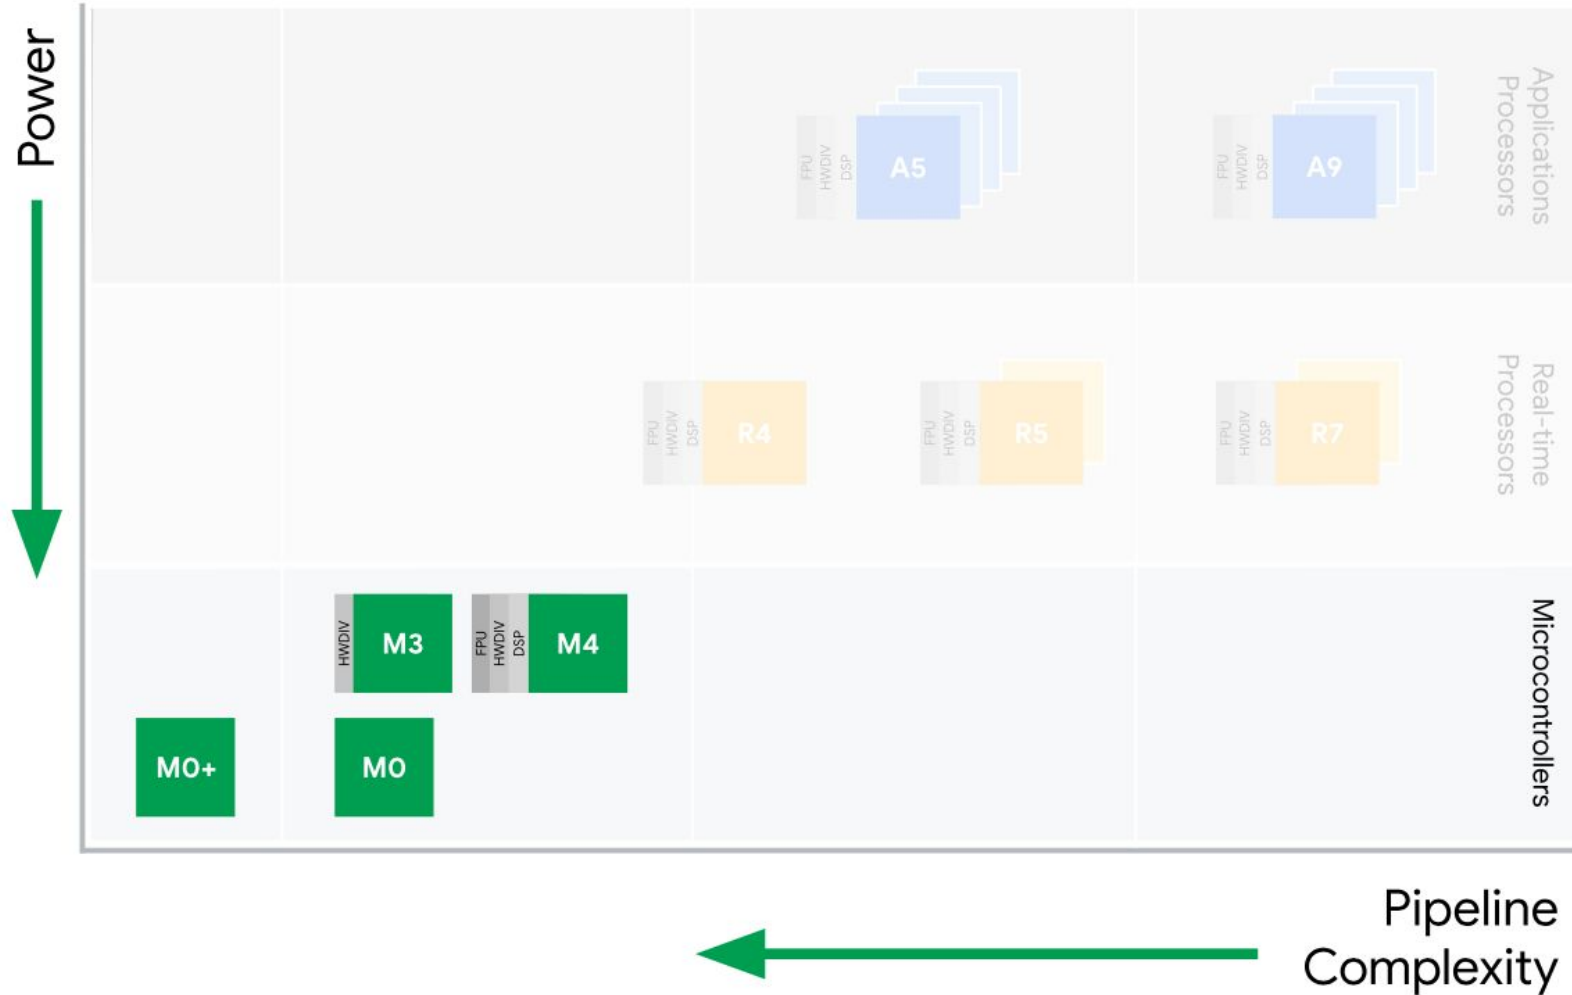 Power
FPU
HWDIV
DSP
A5
FPU
HWDIV
DSP
A9
Applications
Processors
FPU
HWDIV
DSP
R4
FPU
HWDIV
DSP
R5
FPU
HWDIV
DSP
R7
Real-time
Processors
HWDIV
M3
FPU
HWDIV
DSP
M4
M0+
M0
Microcontrollers
Pipeline
Complexity